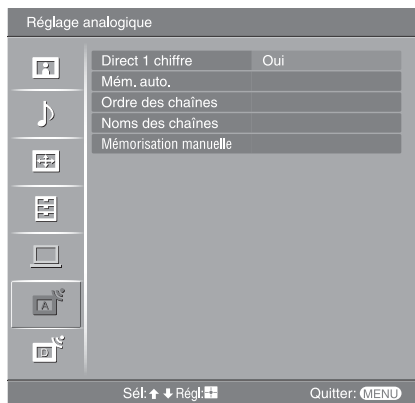 Réglage analogique
Direct 1 chiffre Oui
Mém. auto.
Ordre des chaînes
Noms des chaînes
Mémorisation manuelle
A
D
Sél: Régl: Quitter: MENU